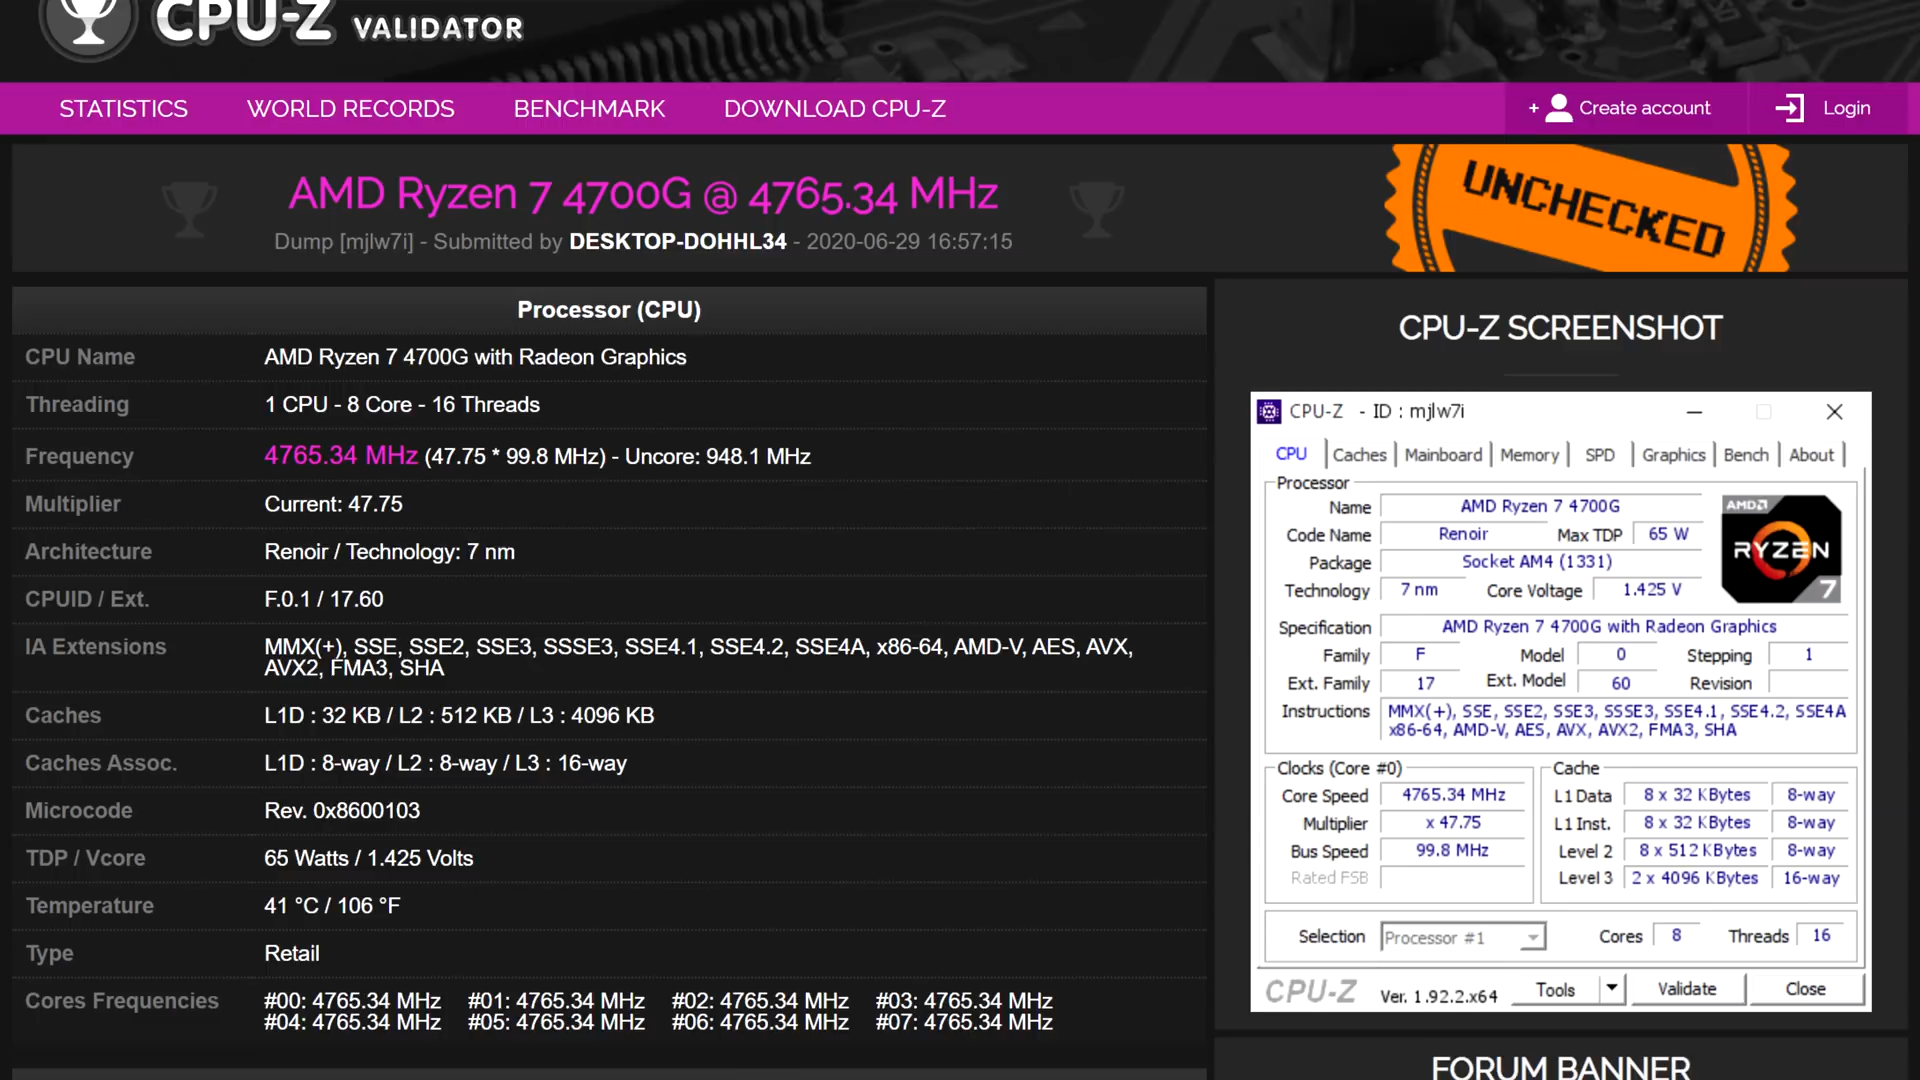 CPU-Z VALIDATOR
STATISTICS WORLD RECORDS BENCHMARK DOWNLOAD CPU-Z + Create account Login
AMD Ryzen 7 4700G @ 4765.34 MHz
Dump [mjlw7i] - Submitted by DESKTOP-DOHHL34 - 2020-06-29 16:57:15
UNCHECKED
Processor (CPU)
CPU Name AMD Ryzen 7 4700G with Radeon Graphics
Threading 1 CPU - 8 Core - 16 Threads
Frequency 4765.34 MHz (47.75 * 99.8 MHz) - Uncore: 948.1 MHz
Multiplier Current: 47.75
Architecture Renoir / Technology: 7 nm
CPUID / Ext. F.0.1 / 17.60
IA Extensions MMX(+), SSE, SSE2, SSE3, SSSE3, SSE4.1, SSE4.2, SSE4A, x86-64, AMD-V, AES, AVX,
AVX2, FMA3, SHA
Caches L1D : 32 KB / L2 : 512 KB / L3 : 4096 KB
Caches Assoc. L1D : 8-way / L2 : 8-way / L3 : 16-way
Microcode Rev. 0x8600103
TDP / Vcore 65 Watts / 1.425 Volts
Temperature 41 °C / 106 °F
Type Retail
Cores Frequencies #00: 4765.34 MHz #01: 4765.34 MHz #02: 4765.34 MHz #03: 4765.34 MHz
#04: 4765.34 MHz #05: 4765.34 MHz #06: 4765.34 MHz #07: 4765.34 MHz
CPU-Z SCREENSHOT
CPU-Z - ID : mjlw7i
CPU Caches Mainboard Memory SPD Graphics Bench About
Processor
Name AMD Ryzen 7 4700G
Code Name Renoir Max TDP 65 W
Package Socket AM4 (1331)
Technology 7 nm Core Voltage 1.425 V
AMD
RYZEN
7
Specification AMD Ryzen 7 4700G with Radeon Graphics
Family F Model 0 Stepping 1
Ext. Family 17 Ext. Model 60 Revision
Instructions MMX(+), SSE, SSE2, SSE3, SSSE3, SSE4.1, SSE4.2, SSE4A
x86-64, AMD-V, AES, AVX, AVX2, FMA3, SHA
Clocks (Core #0)
Core Speed 4765.34 MHz
Multiplier x 47.75
Bus Speed 99.8 MHz
Rated FSB
Cache
L1 Data 8 x 32 KBytes 8-way
L1 Inst. 8 x 32 KBytes 8-way
Level 2 8 x 512 KBytes 8-way
Level 3 2 x 4096 KBytes 16-way
Selection Processor #1 Cores 8 Threads 16
CPU-Z Ver. 1.92.2.x64 Tools Validate Close
FORUM BANNER